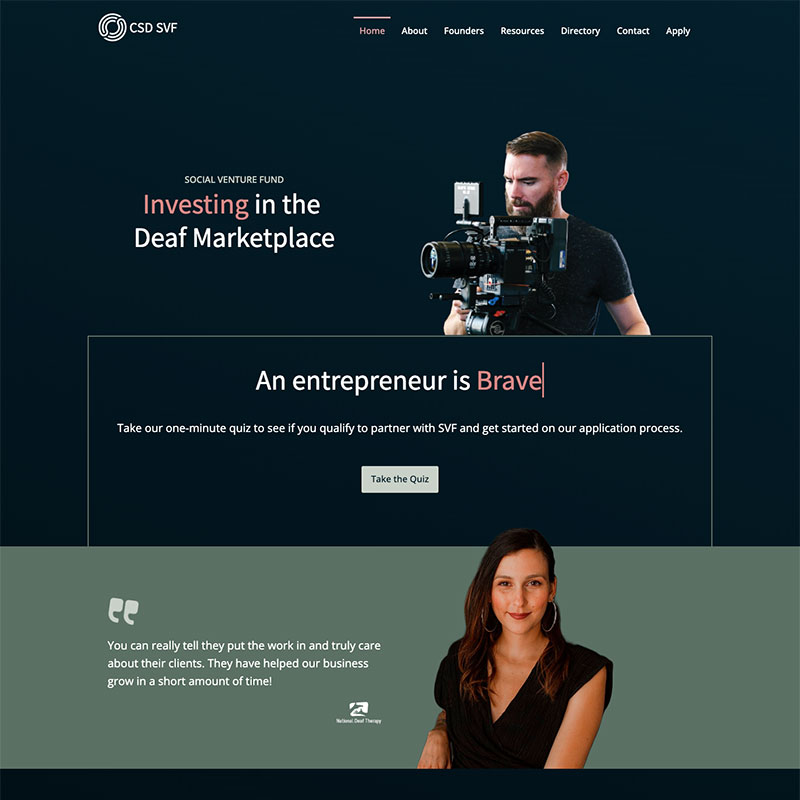 CSD SVF
Home About Founders Resources Directory Contact Apply
SOCIAL VENTURE FUND
Investing in the
Deaf Marketplace
An entrepreneur is Brave
Take our one-minute quiz to see if you qualify to partner with SVF and get started on our application process.
Take the Quiz
You can really tell they put the work in and truly care
about their clients. They have helped our business
grow in a short amount of time!
National Deaf Therapy